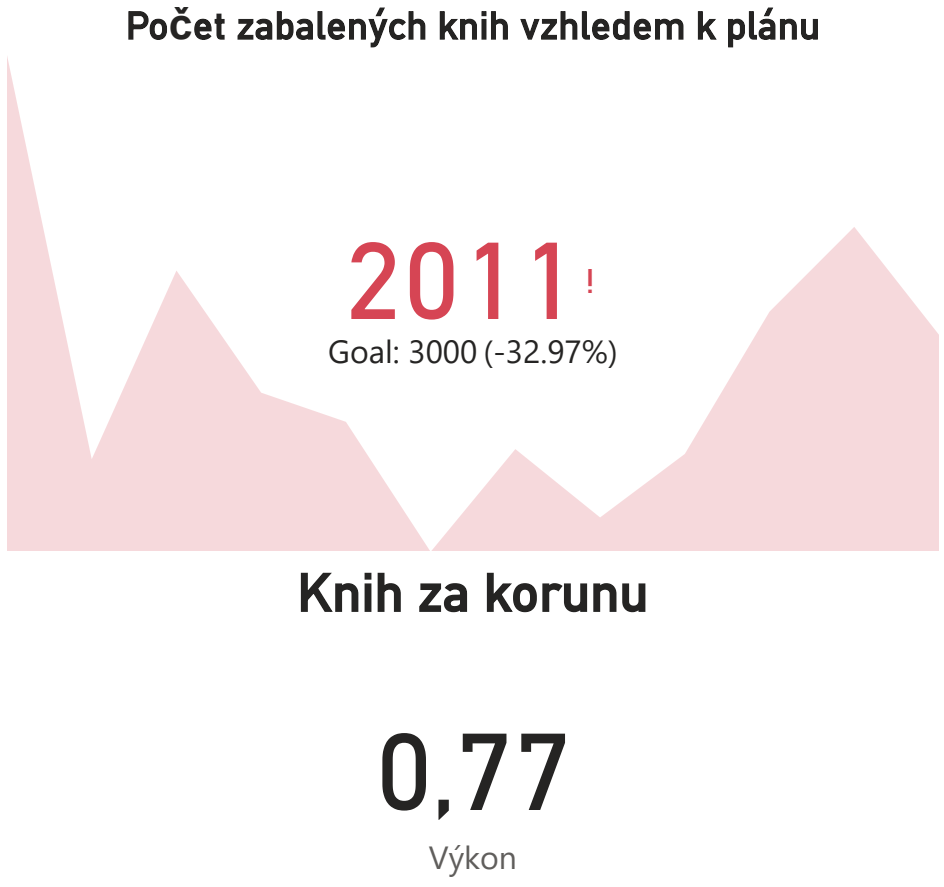 Počet zabalených knih vzhledem k plánu
2011!
Goal: 3000 (-32.97%)
Knih za korunu
0,77
Výkon